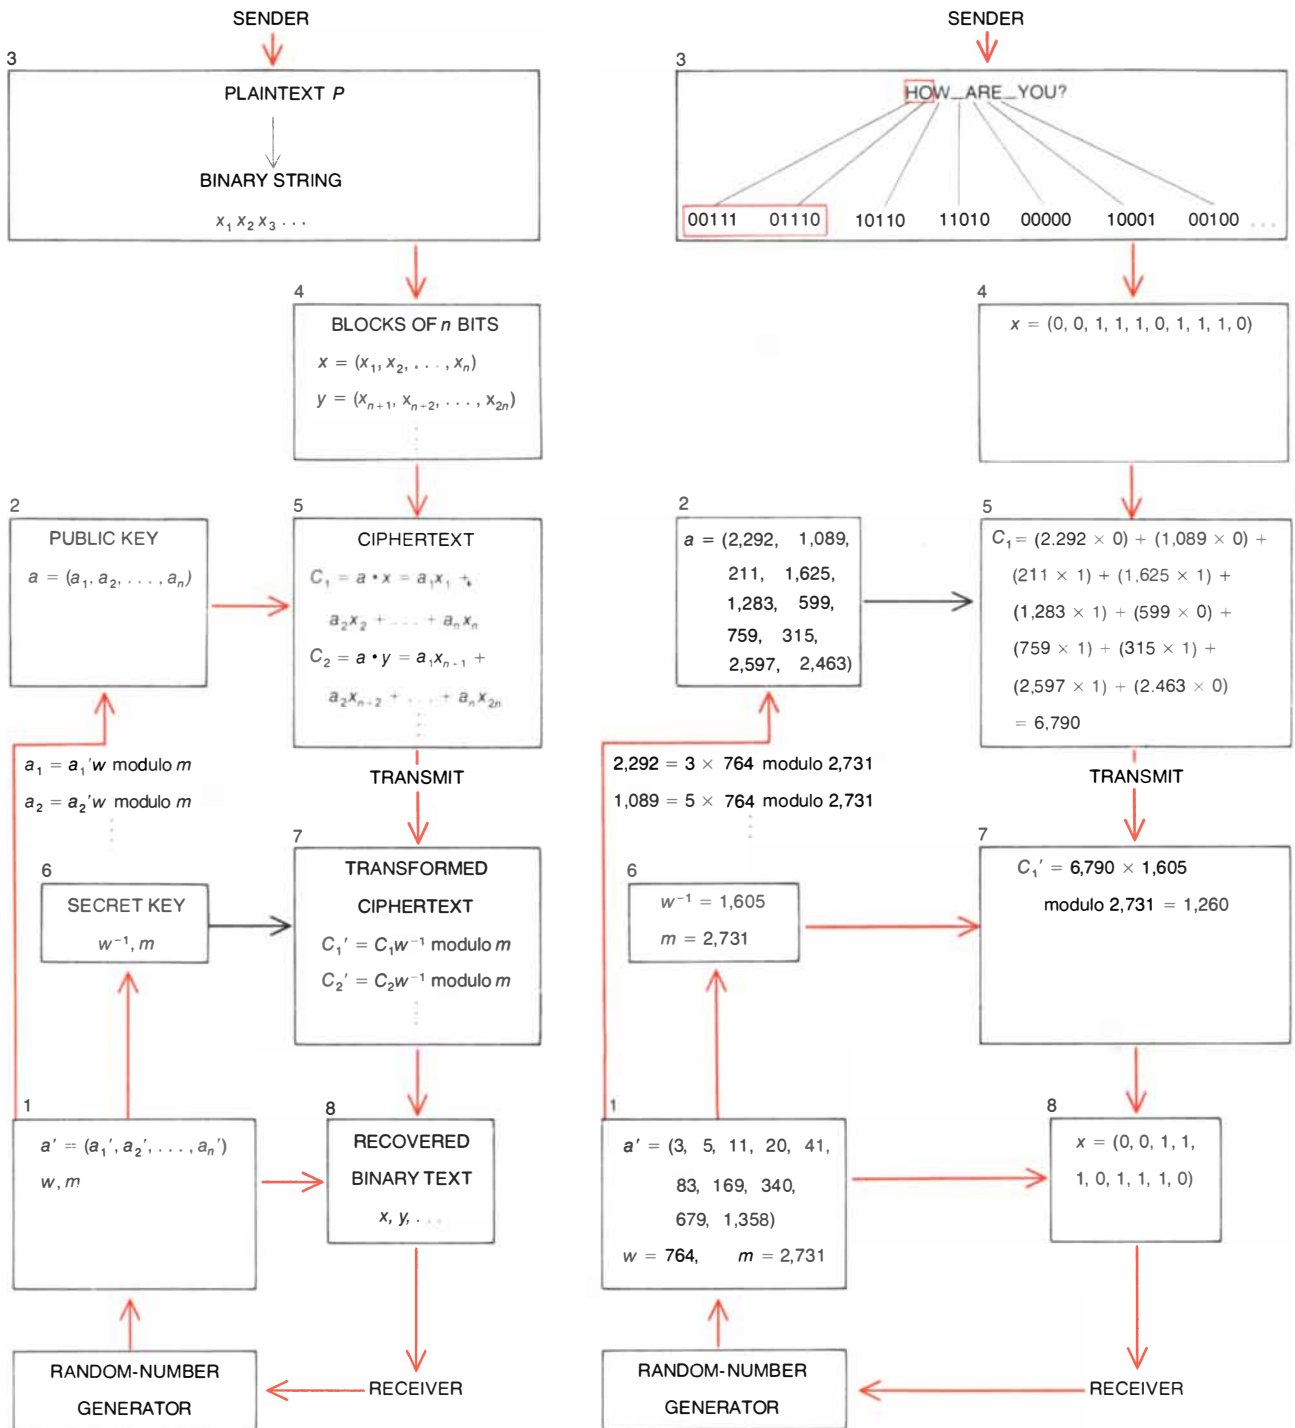 SENDER
3
PLAINTEXT P
BINARY STRING
x₁ x₂ x₃ . . .
4
BLOCKS OF n BITS
x = (x₁, x₂, . . . , xₙ)
y = (xₙ₊₁, xₙ₊₂, . . . , x₂ₙ)
2
PUBLIC KEY
a = (a₁, a₂, . . . , aₙ)
5
CIPHERTEXT
C₁ = a • x = a₁x₁ +
a₂x₂ + . . . + aₙxₙ
C₂ = a • y = a₁xₙ₋₁ +
a₂xₙ₊₂ + . . . + aₙx₂ₙ
a₁ = a₁′w modulo m
a₂ = a₂′w modulo m
TRANSMIT
6
SECRET KEY
w⁻¹, m
7
TRANSFORMED
CIPHERTEXT
C₁′ = C₁w⁻¹ modulo m
C₂′ = C₂w⁻¹ modulo m
1
a′ = (a₁′, a₂′, . . . , aₙ′)
w, m
8
RECOVERED
BINARY TEXT
x, y, . . .
RANDOM-NUMBER
GENERATOR
RECEIVER
SENDER
3
HOW_ARE_YOU?
00111 01110 10110 11010 00000 10001 00100 . . .
4
x = (0, 0, 1, 1, 1, 0, 1, 1, 1, 0)
2
a = (2,292, 1,089,
211, 1,625,
1,283, 599,
759, 315,
2,597, 2,463)
5
C₁ = (2.292 × 0) + (1,089 × 0) +
(211 × 1) + (1,625 × 1) +
(1,283 × 1) + (599 × 0) +
(759 × 1) + (315 × 1) +
(2,597 × 1) + (2.463 × 0)
= 6,790
2,292 = 3 × 764 modulo 2,731
1,089 = 5 × 764 modulo 2,731
TRANSMIT
6
w⁻¹ = 1,605
m = 2,731
7
C₁′ = 6,790 × 1,605
modulo 2,731 = 1,260
1
a′ = (3, 5, 11, 20, 41,
83, 169, 340,
679, 1,358)
w = 764, m = 2,731
8
x = (0, 0, 1, 1,
1, 0, 1, 1, 1, 0)
RANDOM-NUMBER
GENERATOR
RECEIVER